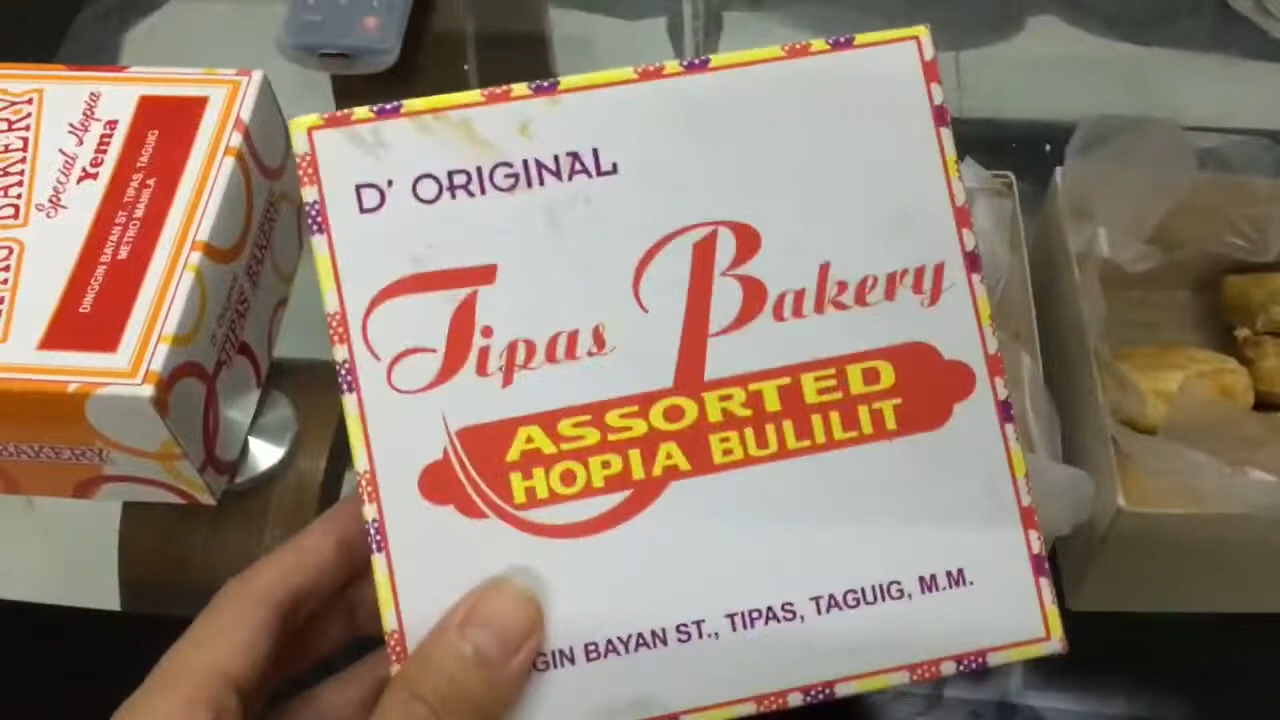 D' ORIGINAL
Tipas Bakery
ASSORTED
HOPIA BULILIT
GIN BAYAN ST., TIPAS, TAGUIG, M.M.
BAKERY
Special Hopia
Yema
DINGGIN BAYAN ST. TIPAS, TAGUIG
METRO MANILA
TIPAS BAKERY
BAKERY